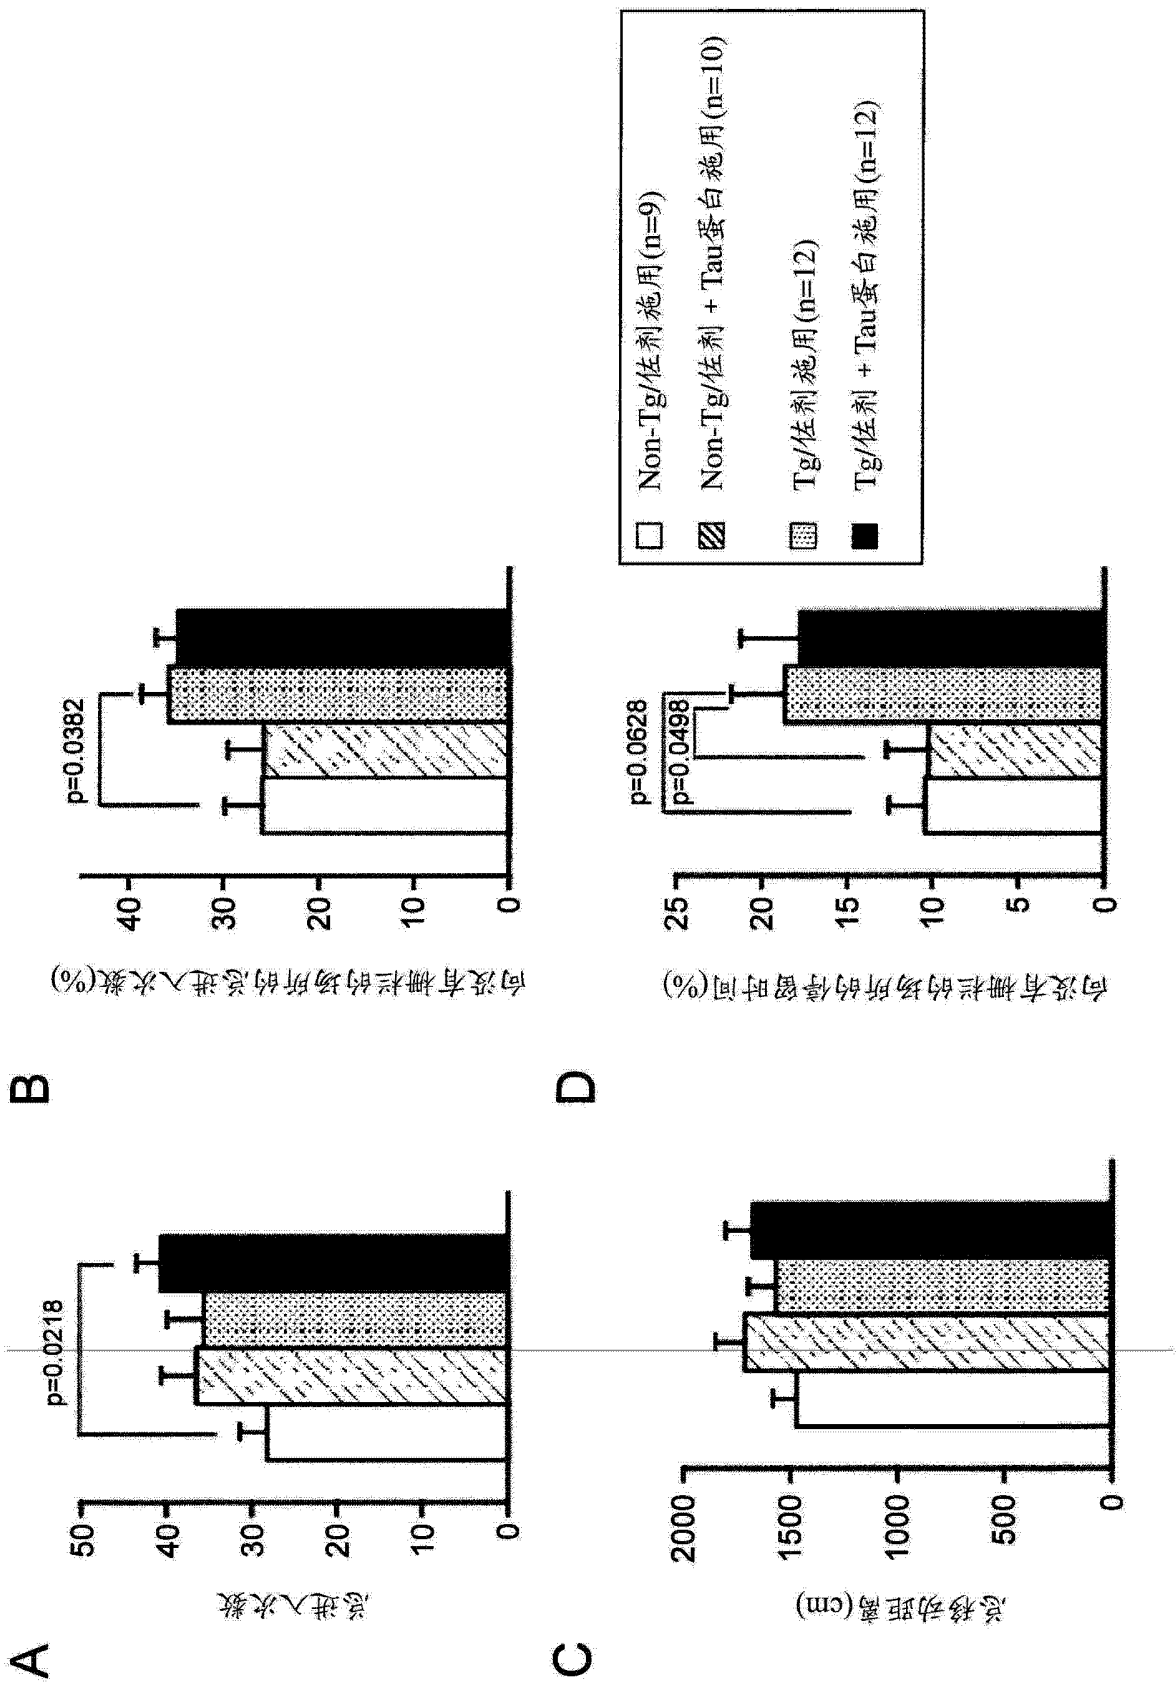 A
总进入次数
50
40
30
20
10
0
p=0.0218
B
向没有栅栏的场所的总进入次数(%)
40
30
20
10
0
p=0.0382
C
总移动距离(cm)
2000
1500
1000
500
0
D
向没有栅栏的场所的停留时间(%)
25
20
15
10
5
0
p=0.0628
p=0.0498
Non-Tg/佐剂施用(n=9)
Non-Tg/佐剂 + Tau蛋白施用(n=10)
Tg/佐剂施用(n=12)
Tg/佐剂 + Tau蛋白施用(n=12)